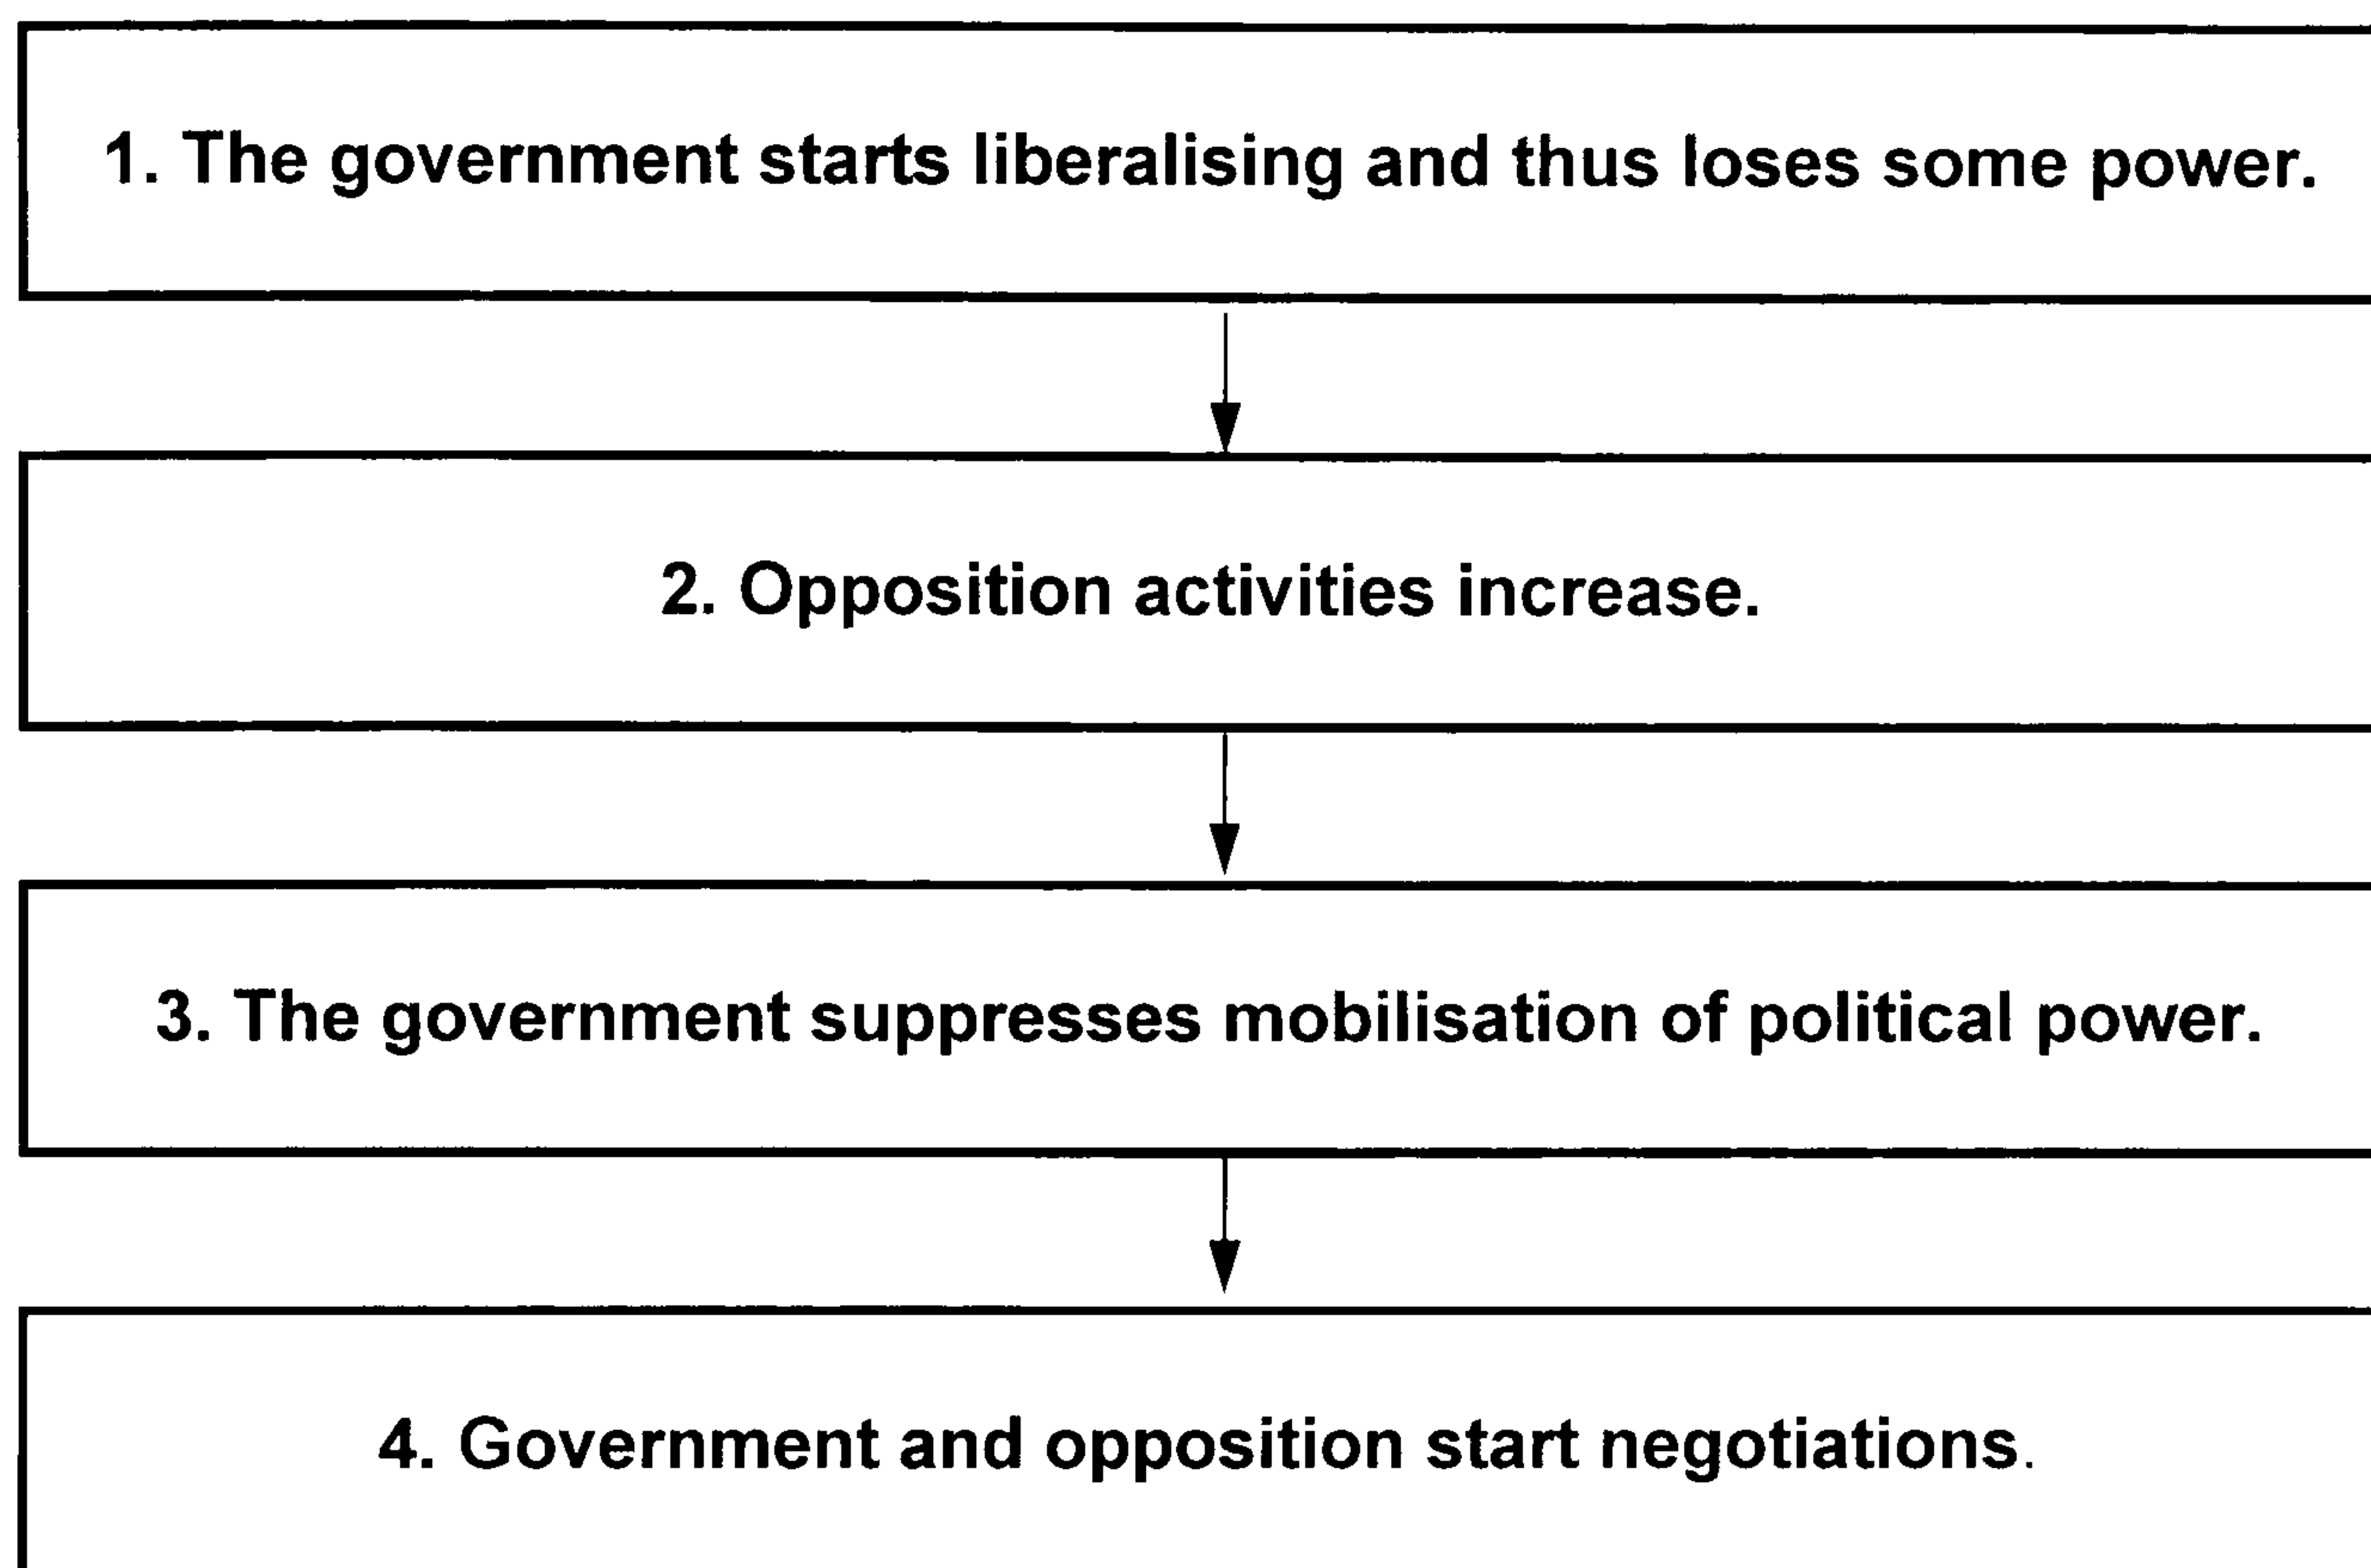 1. The government starts liberalising and thus loses some power.
2. Opposition activities increase.
3. The government suppresses mobilisation of political power.
4. Government and opposition start negotiations.